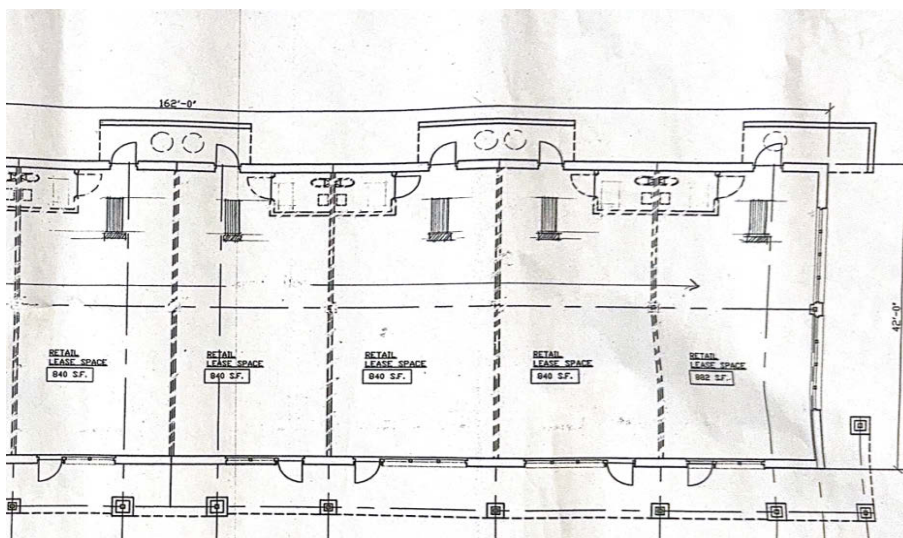 162'-0"
42'-0"
RETAIL
LEASE SPACE
840 S.F.
RETAIL
LEASE SPACE
840 S.F.
RETAIL
LEASE SPACE
840 S.F.
RETAIL
LEASE SPACE
840 S.F.
RETAIL
LEASE SPACE
882 S.F.